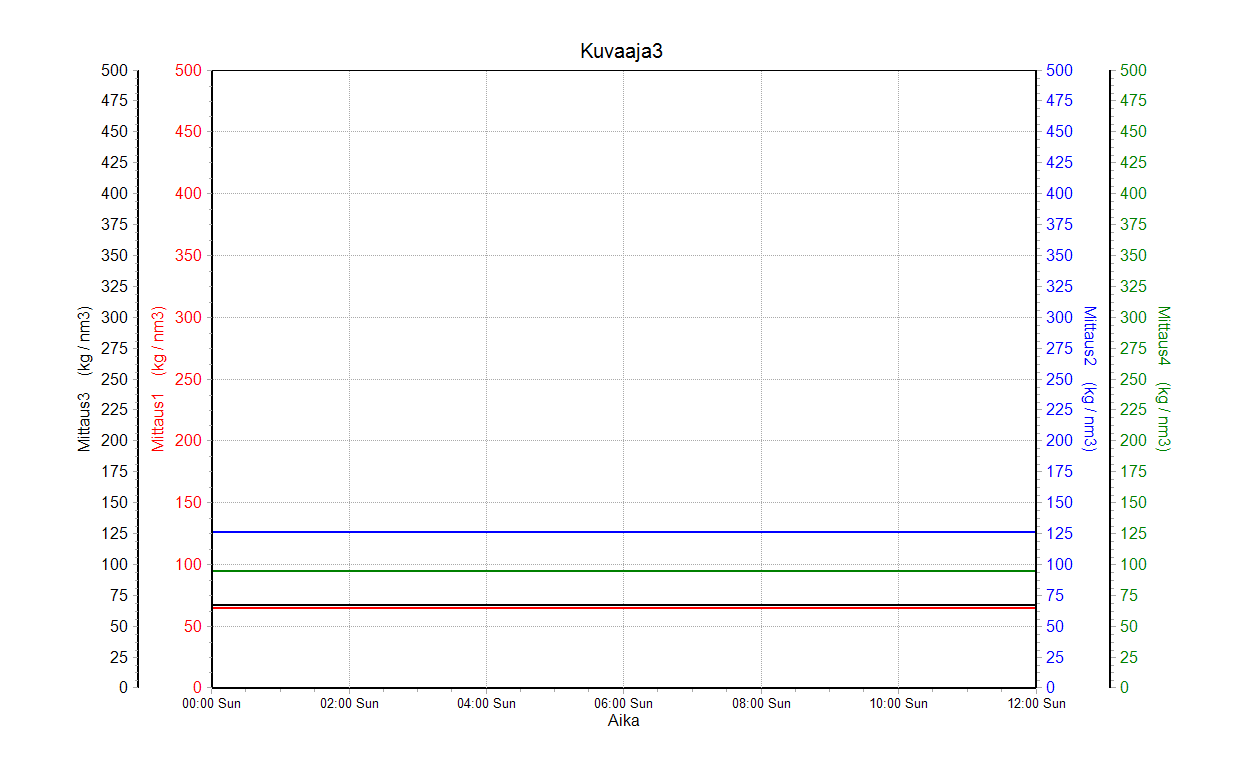 Kuvaaja3
500 500 500 500
475 475 475
450 450 450 450
425 425 425
400 400 400 400
375 375 375
350 350 350 350
325 325 325
300 300 300 300
275 275 275
250 250 250 250
225 225 225
200 200 200 200
175 175 175
150 150 150 150
125 125 125
100 100 100 100
75 75 75
50 50 50 50
25 25 25
0 0 0 0
Mittaus3 (kg / nm3)
Mittaus1 (kg / nm3)
Mittaus2 (kg / nm3)
Mittaus4 (kg / nm3)
00:00 Sun 02:00 Sun 04:00 Sun 06:00 Sun 08:00 Sun 10:00 Sun 12:00 Sun
Aika